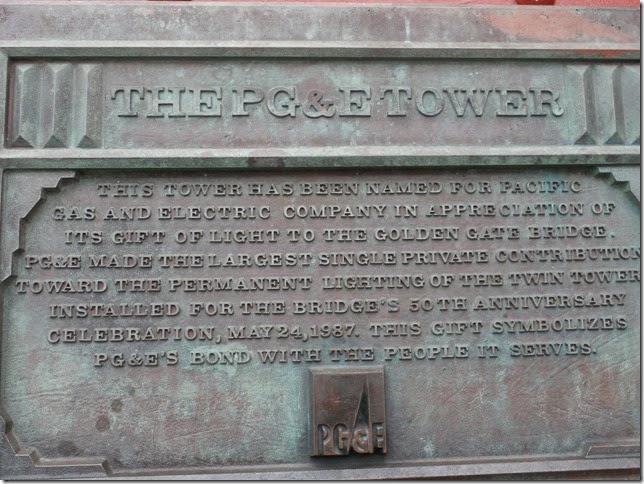 THE PG&E TOWER
THIS TOWER HAS BEEN NAMED FOR PACIFIC
GAS AND ELECTRIC COMPANY IN APPRECIATION OF
ITS GIFT OF LIGHT TO THE GOLDEN GATE BRIDGE.
PG&E MADE THE LARGEST SINGLE PRIVATE CONTRIBUTION
TOWARD THE PERMANENT LIGHTING OF THE TWIN TOWER
INSTALLED FOR THE BRIDGE'S 50TH ANNIVERSARY
CELEBRATION, MAY 24, 1987. THIS GIFT SYMBOLIZES
PG&E'S BOND WITH THE PEOPLE IT SERVES.
PG&E